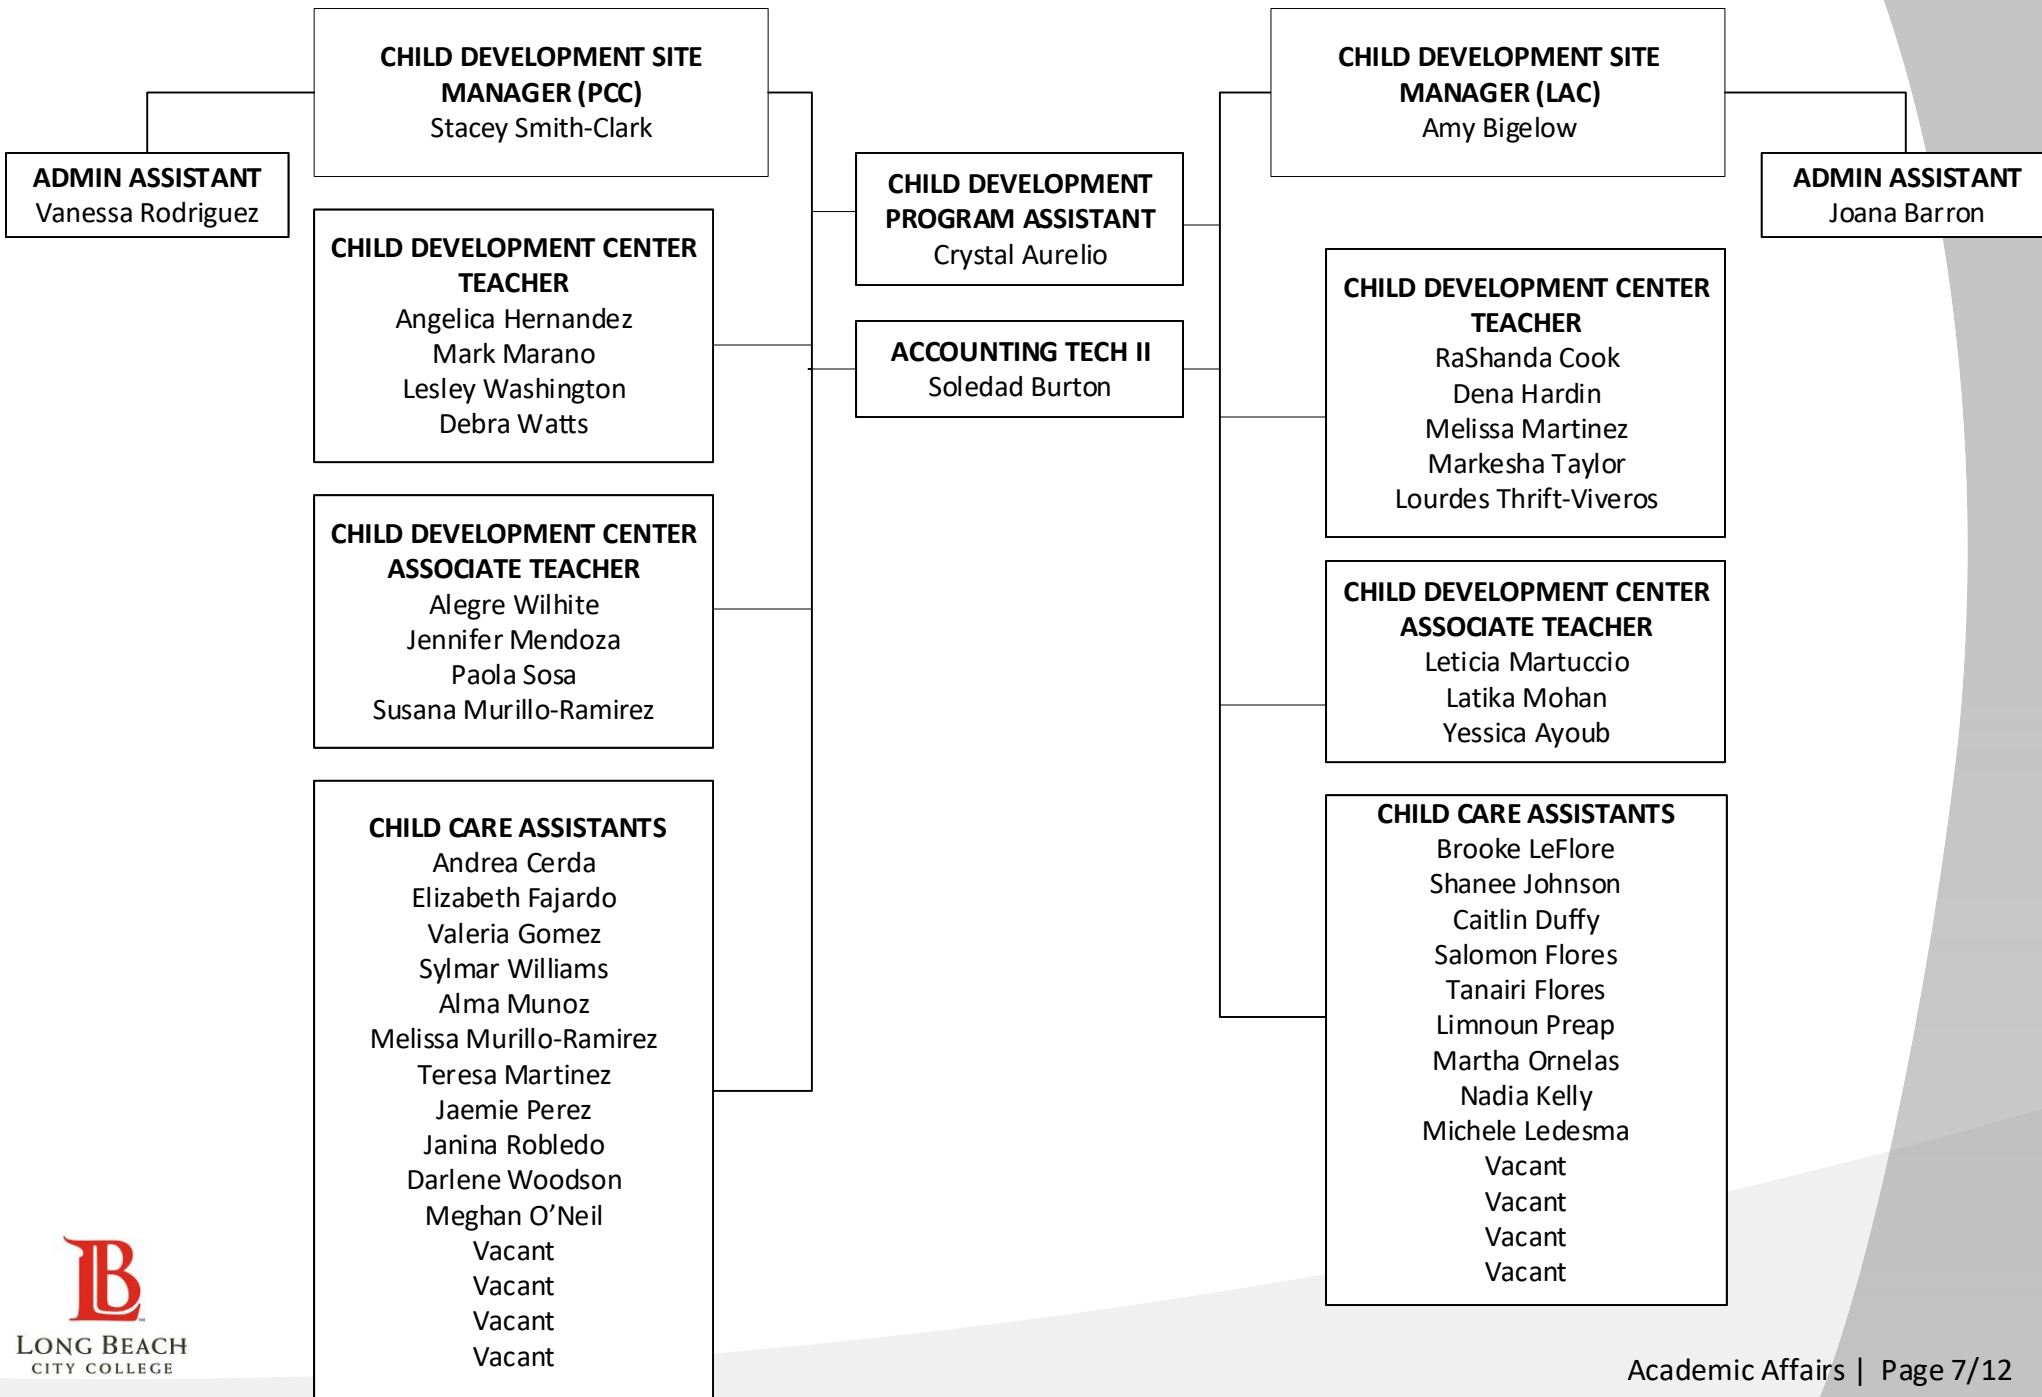 CHILD DEVELOPMENT SITE
MANAGER (PCC)
Stacey Smith-Clark
ADMIN ASSISTANT
Vanessa Rodriguez
CHILD DEVELOPMENT CENTER
TEACHER
Angelica Hernandez
Mark Marano
Lesley Washington
Debra Watts
CHILD DEVELOPMENT CENTER
ASSOCIATE TEACHER
Alegre Wilhite
Jennifer Mendoza
Paola Sosa
Susana Murillo-Ramirez
CHILD CARE ASSISTANTS
Andrea Cerda
Elizabeth Fajardo
Valeria Gomez
Sylmar Williams
Alma Munoz
Melissa Murillo-Ramirez
Teresa Martinez
Jaemie Perez
Janina Robledo
Darlene Woodson
Meghan O’Neil
Vacant
Vacant
Vacant
Vacant
CHILD DEVELOPMENT
PROGRAM ASSISTANT
Crystal Aurelio
ACCOUNTING TECH II
Soledad Burton
CHILD DEVELOPMENT SITE
MANAGER (LAC)
Amy Bigelow
ADMIN ASSISTANT
Joana Barron
CHILD DEVELOPMENT CENTER
TEACHER
RaShanda Cook
Dena Hardin
Melissa Martinez
Markesha Taylor
Lourdes Thrift-Viveros
CHILD DEVELOPMENT CENTER
ASSOCIATE TEACHER
Leticia Martuccio
Latika Mohan
Yessica Ayoub
CHILD CARE ASSISTANTS
Brooke LeFlore
Shanee Johnson
Caitlin Duffy
Salomon Flores
Tanairi Flores
Limnoun Preap
Martha Ornelas
Nadia Kelly
Michele Ledesma
Vacant
Vacant
Vacant
Vacant
LB
LONG BEACH
CITY COLLEGE
Academic Affairs | Page 7/12